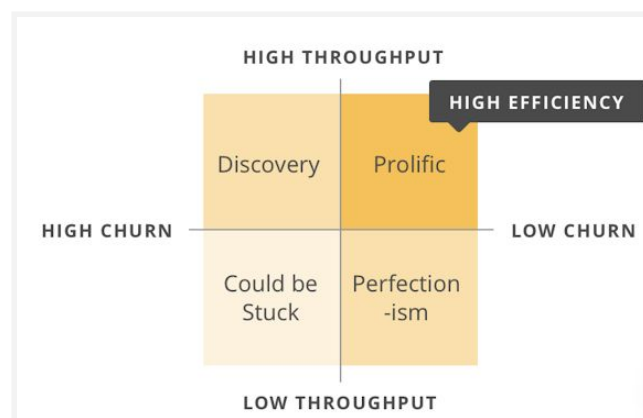 HIGH THROUGHPUT
HIGH EFFICIENCY
Discovery
Prolific
HIGH CHURN
LOW CHURN
Could be
Stuck
Perfection
-ism
LOW THROUGHPUT